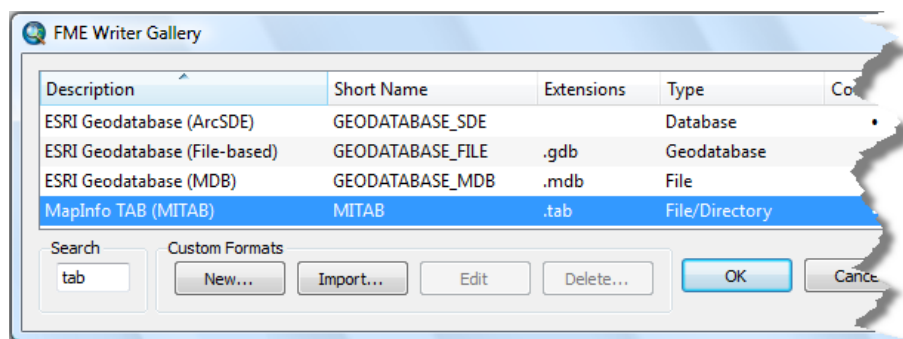 FME Writer Gallery
Description Short Name Extensions Type
ESRI Geodatabase (ArcSDE) GEODATABASE_SDE Database
ESRI Geodatabase (File-based) GEODATABASE_FILE .gdb Geodatabase
ESRI Geodatabase (MDB) GEODATABASE_MDB .mdb File
MapInfo TAB (MITAB) MITAB .tab File/Directory
Search Custom Formats
tab New... Import... Edit Delete... OK